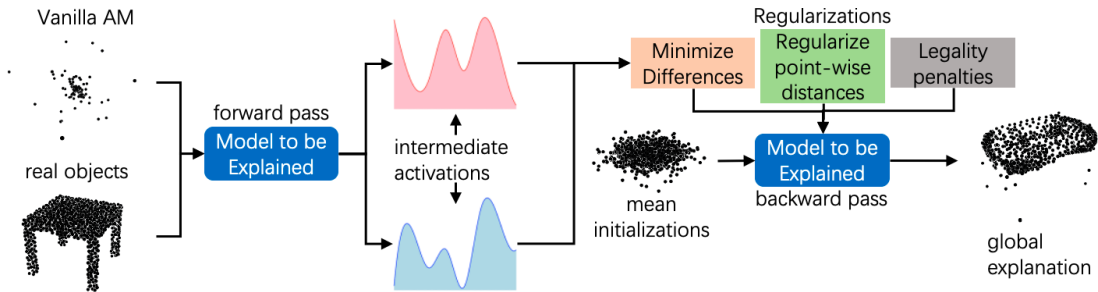 Vanilla AM
real objects
forward pass
Model to be
Explained
intermediate
activations
Regularizations
Minimize
Differences
Regularize
point-wise
distances
Legality
penalties
mean
initializations
Model to be
Explained
backward pass
global
explanation